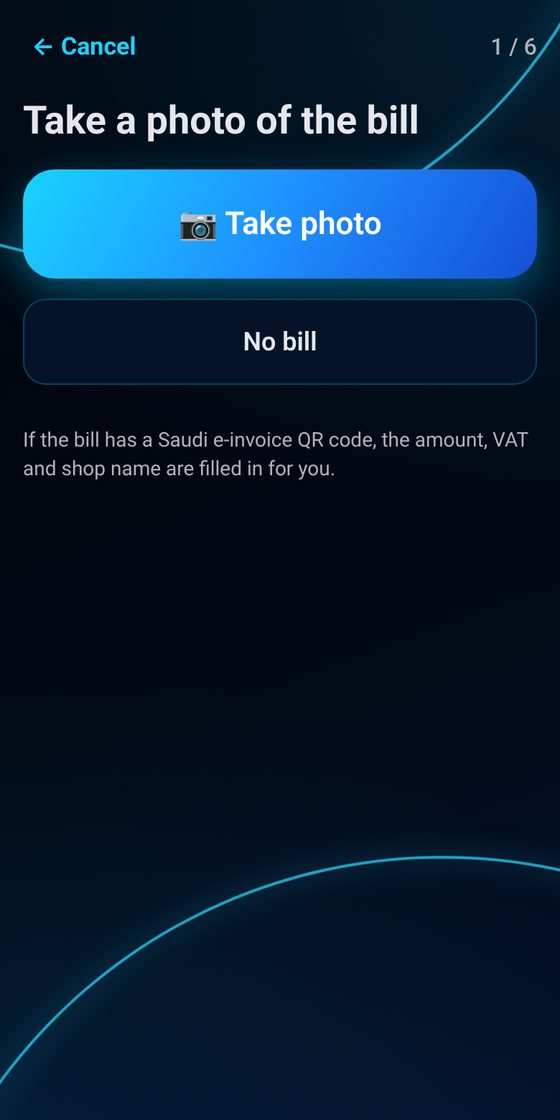 ← Cancel
1 / 6
Take a photo of the bill
Take photo
No bill
If the bill has a Saudi e-invoice QR code, the amount, VAT
and shop name are filled in for you.